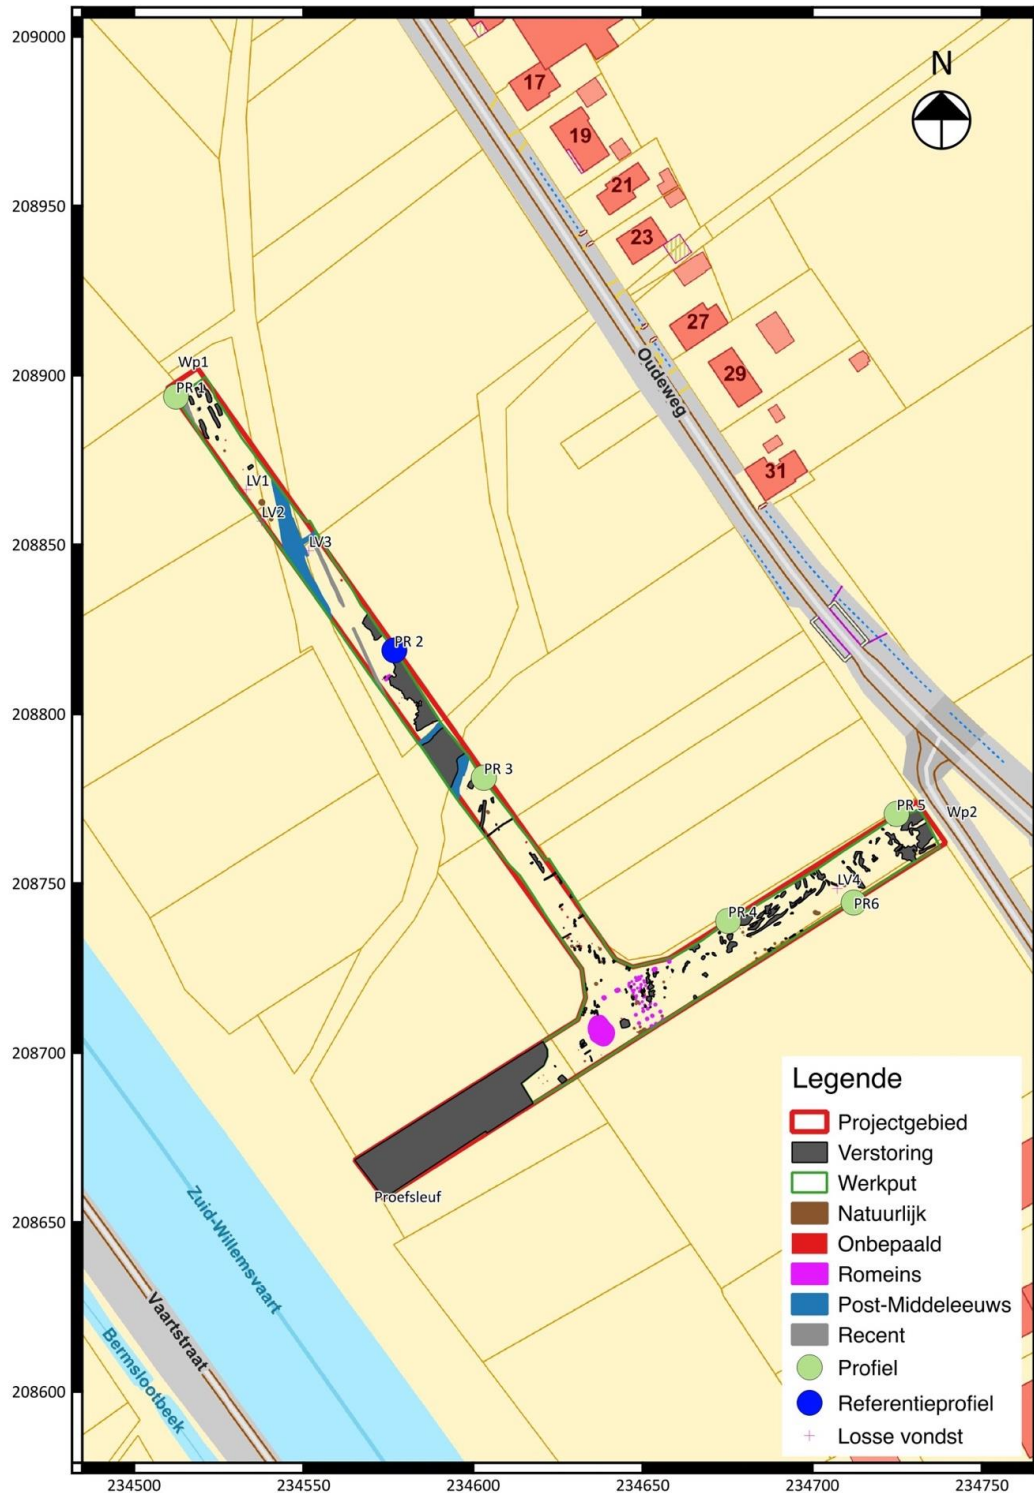 209000
208950
208900
208850
208800
208750
208700
208650
208600
234500
234550
234600
234650
234700
234750
N
17
19
21
23
27
29
31
Oudeweg
Wp1
PR 1
LV1
LV2
LV3
PR 2
PR 3
PR 5
Wp2
LV4
PR 4
PR6
Proefsleuf
Zuid-Willemsvaart
Vaartstraat
Bermslootbeek
Legende
Projectgebied
Verstoring
Werkput
Natuurlijk
Onbepaald
Romeins
Post-Middeleeuws
Recent
Profiel
Referentieprofiel
Losse vondst